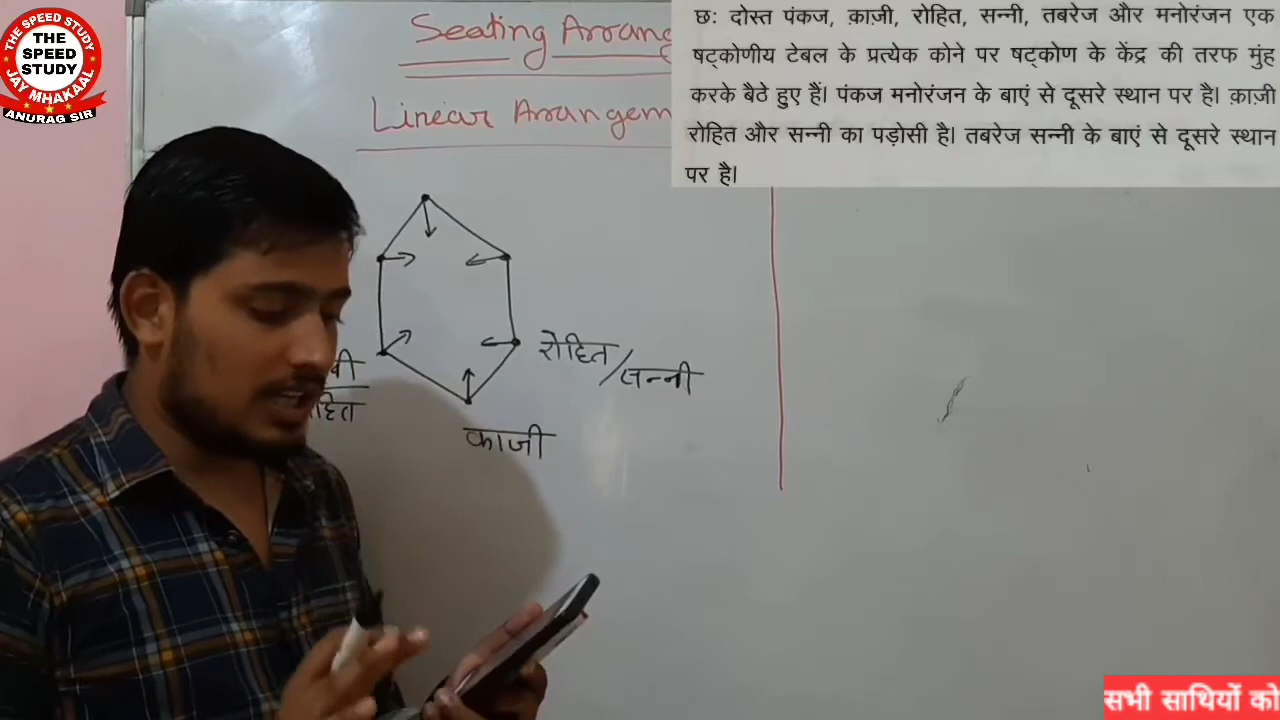 THE SPEED STUDY
THE
SPEED
STUDY
JAY MHAKAAL
ANURAG SIR
Seating
Linear
छः दोस्त पंकज, क़ाज़ी, रोहित, सन्नी, तबरेज और मनोरंजन एक
षट्कोणीय टेबल के प्रत्येक कोने पर षट्कोण के केंद्र की तरफ मुंह
करके बैठे हुए हैं। पंकज मनोरंजन के बाएं से दूसरे स्थान पर है। क़ाज़ी
रोहित और सन्नी का पड़ोसी है। तबरेज सन्नी के बाएं से दूसरे स्थान
पर है।
रोहित/सन्नी
काजी
सभी साथियों को